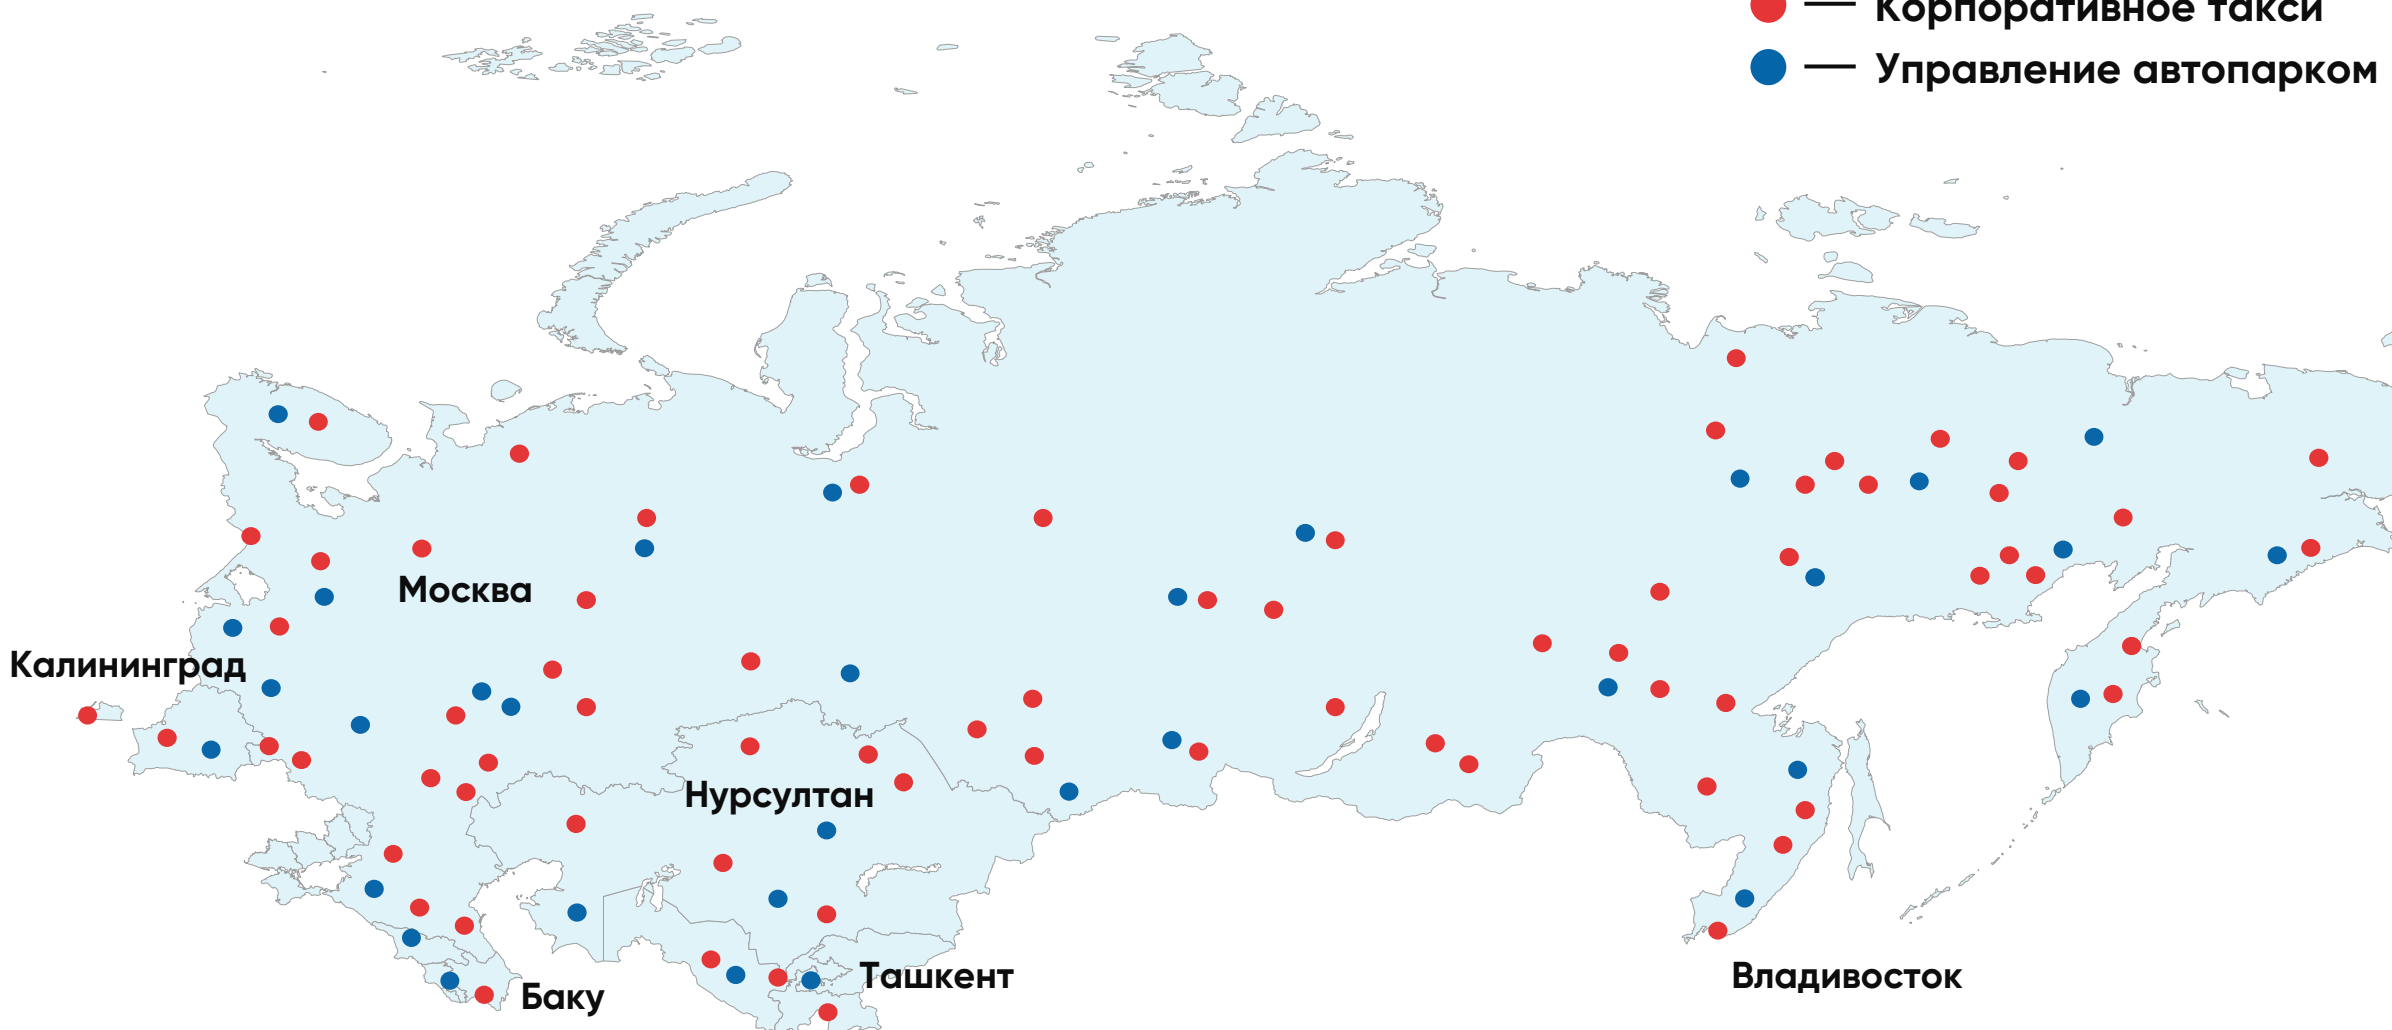 Корпоративное такси
Управление автопарком
Москва
Калининград
Нурсултан
Ташкент
Баку
Владивосток